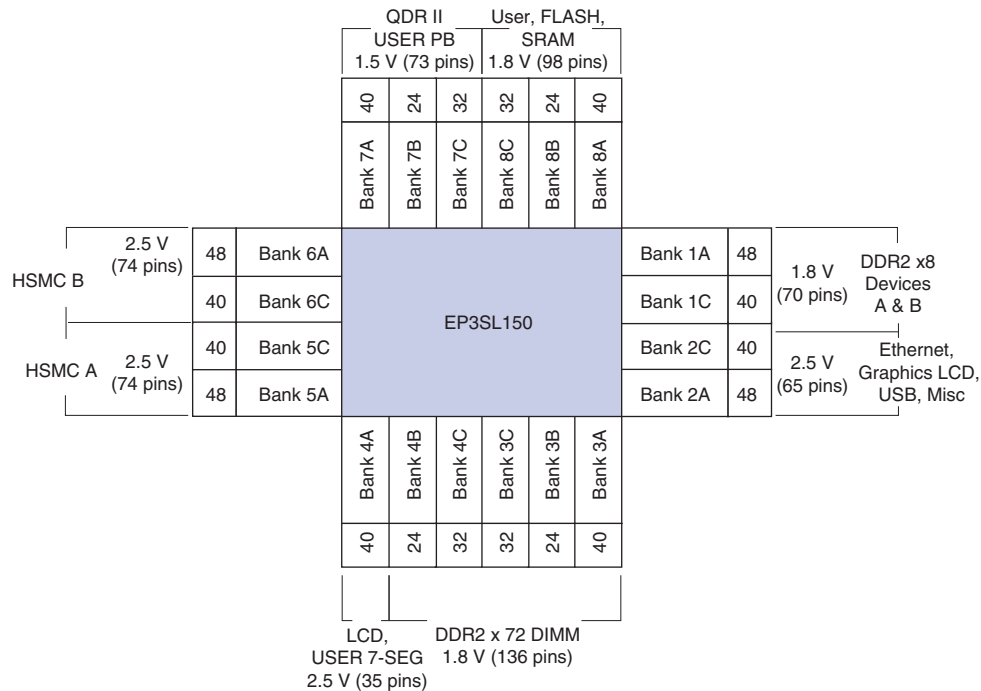 QDR II
USER PB
1.5 V (73 pins)
User, FLASH,
SRAM
1.8 V (98 pins)
40
24
32
32
24
40
Bank 7A
Bank 7B
Bank 7C
Bank 8C
Bank 8B
Bank 8A
HSMC B
2.5 V
(74 pins)
48
Bank 6A
40
Bank 6C
HSMC A
2.5 V
(74 pins)
40
Bank 5C
48
Bank 5A
EP3SL150
Bank 1A
48
Bank 1C
40
1.8 V
(70 pins)
DDR2 x8
Devices
A & B
Bank 2C
40
Bank 2A
48
2.5 V
(65 pins)
Ethernet,
Graphics LCD,
USB, Misc
Bank 4A
Bank 4B
Bank 4C
Bank 3C
Bank 3B
Bank 3A
40
24
32
32
24
40
LCD,
USER 7-SEG
2.5 V (35 pins)
DDR2 x 72 DIMM
1.8 V (136 pins)